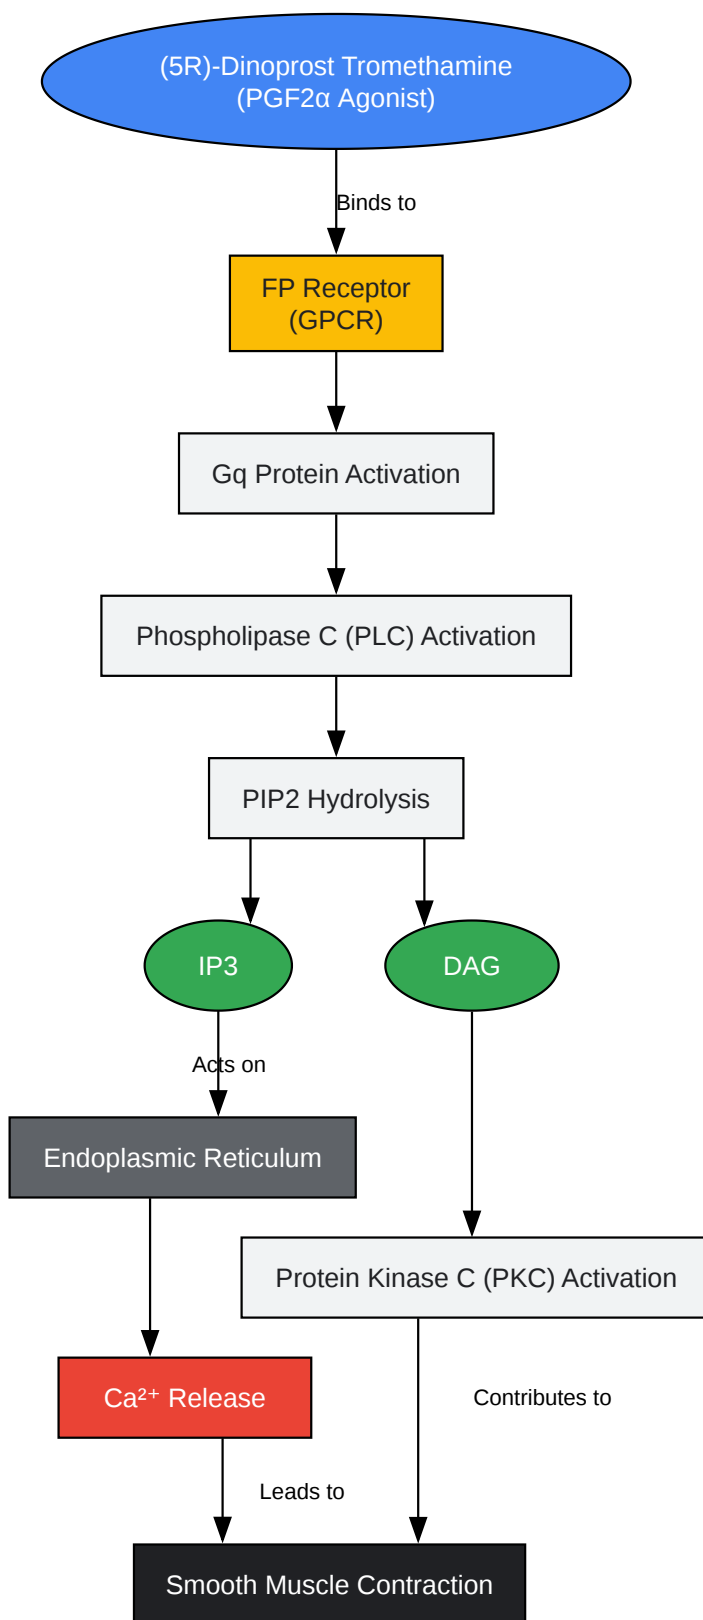 (5R)-Dinoprost Tromethamine
(PGF2α Agonist)
Binds to
FP Receptor
(GPCR)
Gq Protein Activation
Phospholipase C (PLC) Activation
PIP2 Hydrolysis
IP3
DAG
Acts on
Endoplasmic Reticulum
Protein Kinase C (PKC) Activation
Ca²⁺ Release
Contributes to
Leads to
Smooth Muscle Contraction